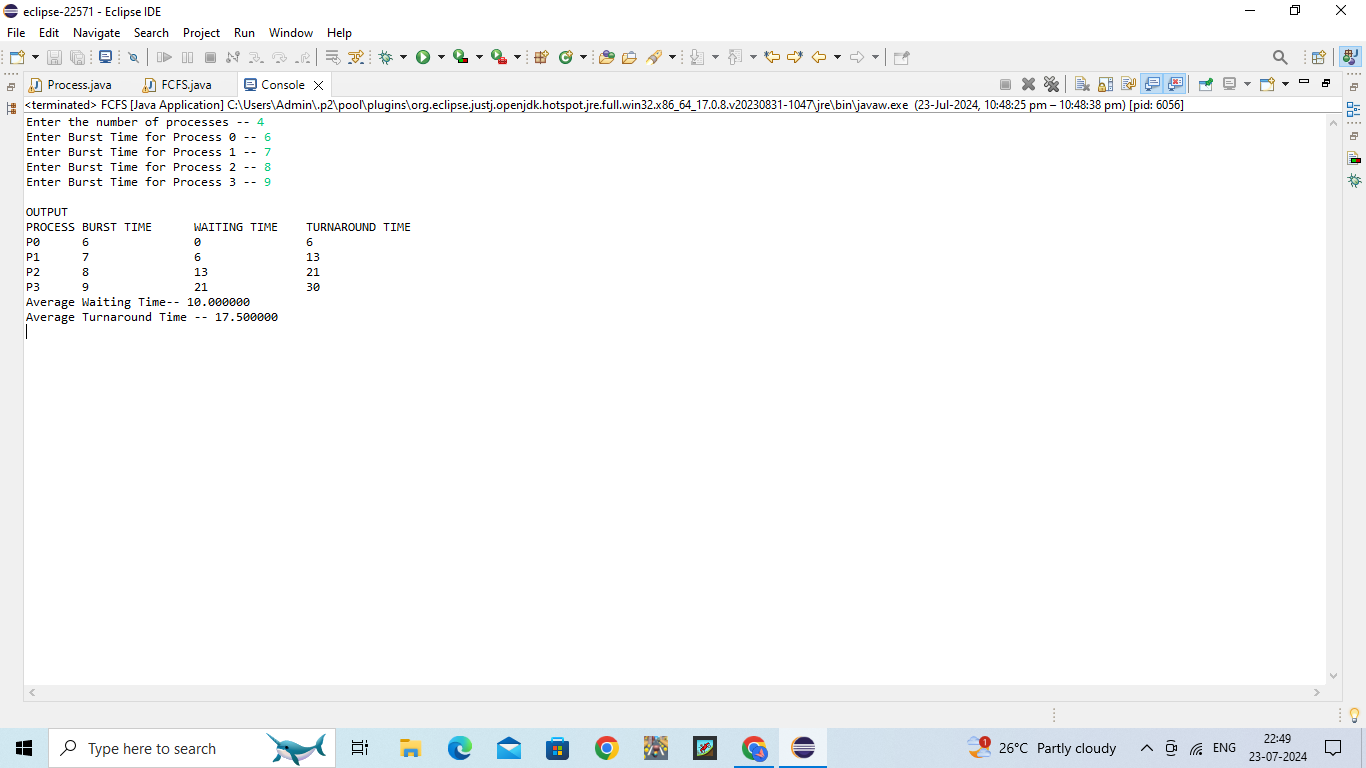 eclipse-22571 - Eclipse IDE
File Edit Navigate Search Project Run Window Help
Process.java FCFS.java Console
<terminated> FCFS [Java Application] C:\Users\Admin\.p2\pool\plugins\org.eclipse.justj.openjdk.hotspot.jre.full.win32.x86_64_17.0.8.v20230831-1047\jre\bin\javaw.exe (23-Jul-2024, 10:48:25 pm – 10:48:38 pm) [pid: 6056]
Enter the number of processes -- 4
Enter Burst Time for Process 0 -- 6
Enter Burst Time for Process 1 -- 7
Enter Burst Time for Process 2 -- 8
Enter Burst Time for Process 3 -- 9
OUTPUT
PROCESS BURST TIME WAITING TIME TURNAROUND TIME
P0 6 0 6
P1 7 6 13
P2 8 13 21
P3 9 21 30
Average Waiting Time-- 10.000000
Average Turnaround Time -- 17.500000
Type here to search
1
26°C Partly cloudy
ENG
22:49
23-07-2024